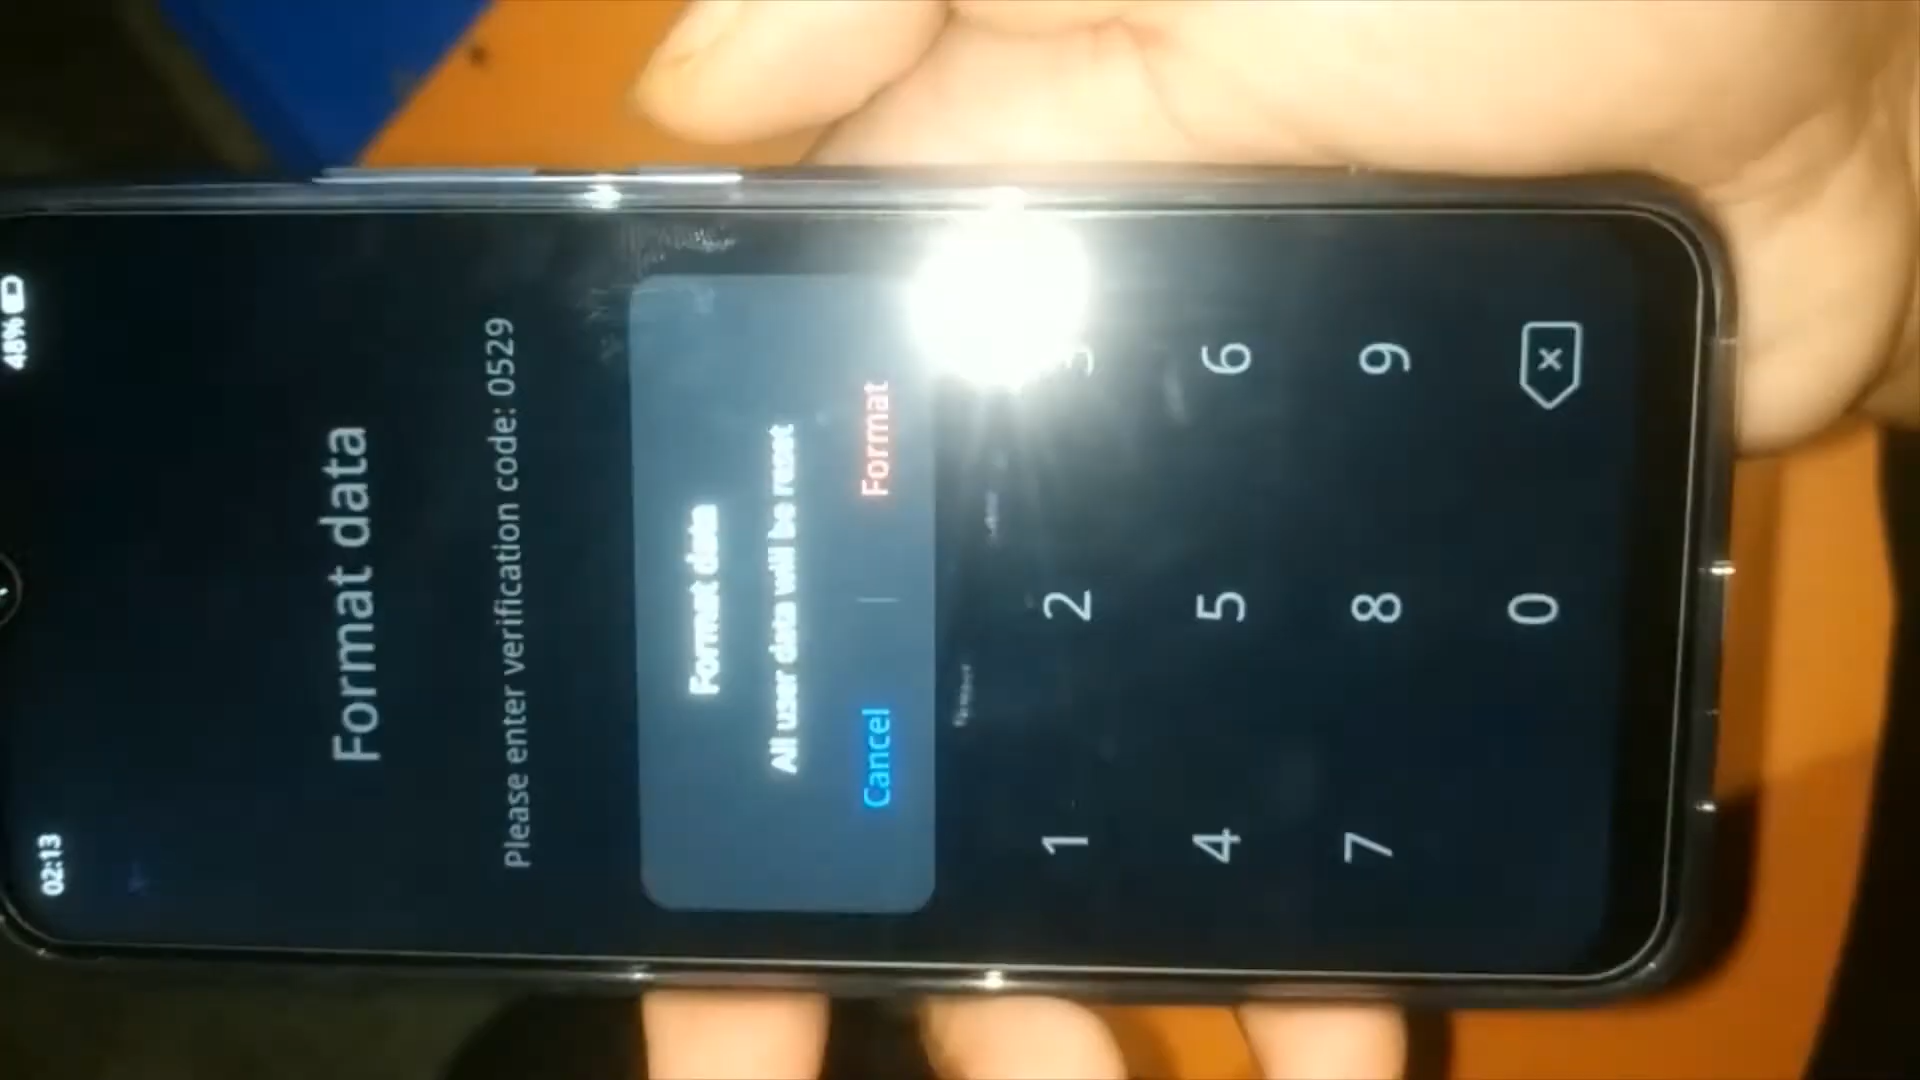 02:13 48%
Format data
Please enter verification code: 0529
Format data
All user data will be reset
Cancel | Format
1 2
4 5 6
7 8 9
0